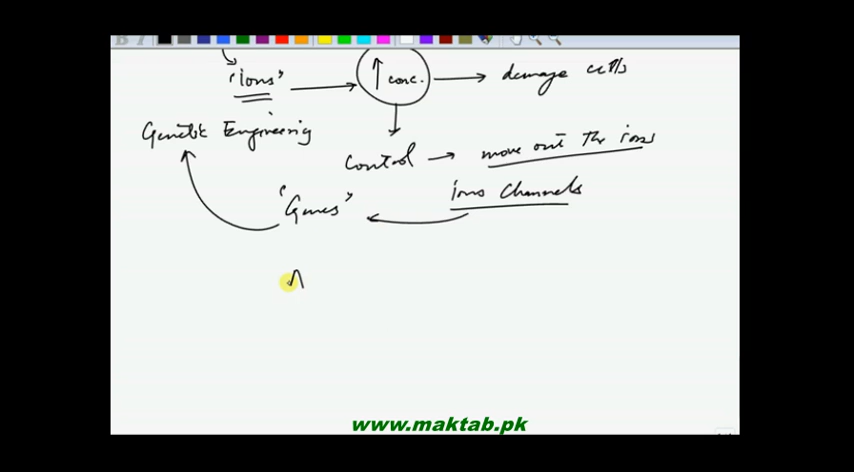 B I
'Ions' → ↑ conc. → damage cells
Genetic Engineering
Control → move out the ions
ions channels
'Genes'
www.maktab.pk